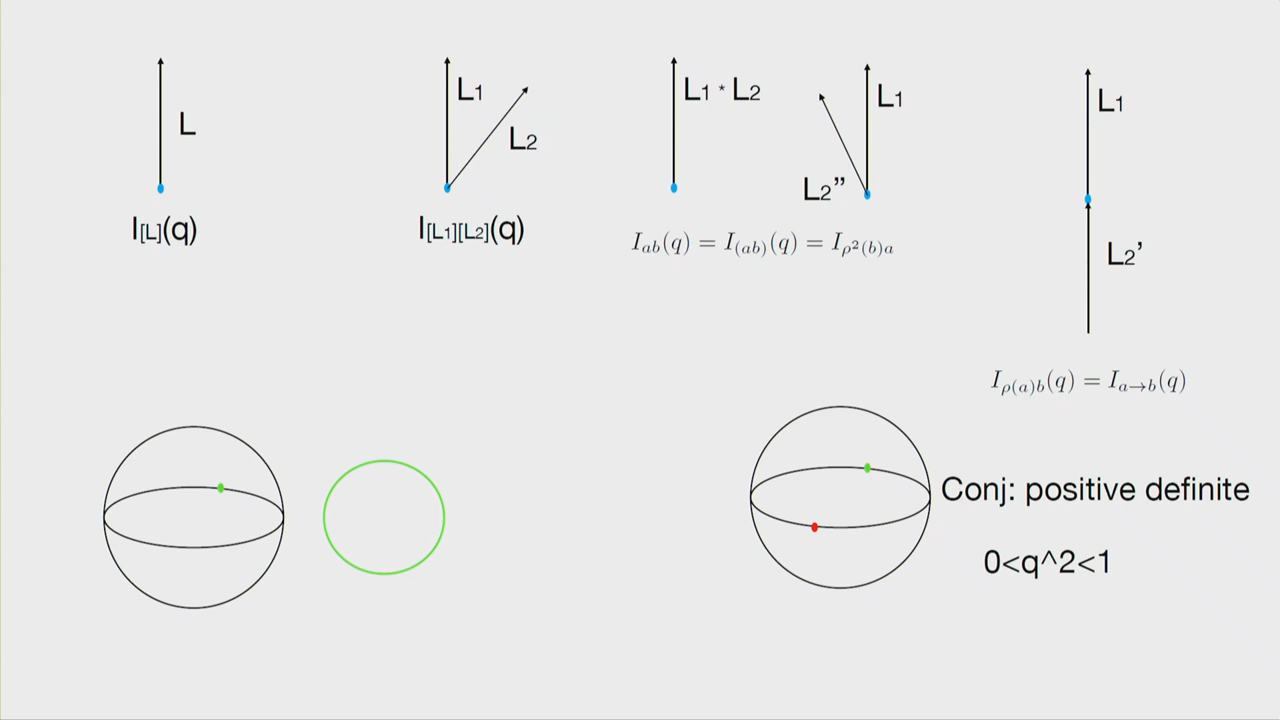 L
I[L](q)
L1
L2
I[L1][L2](q)
L1 * L2
L1
L2”
I_{ab}(q) = I_{(ab)}(q) = I_{ρ^2(b)a}
L1
L2’
I_{ρ(a)b}(q) = I_{a→b}(q)
Conj: positive definite
0<q^2<1